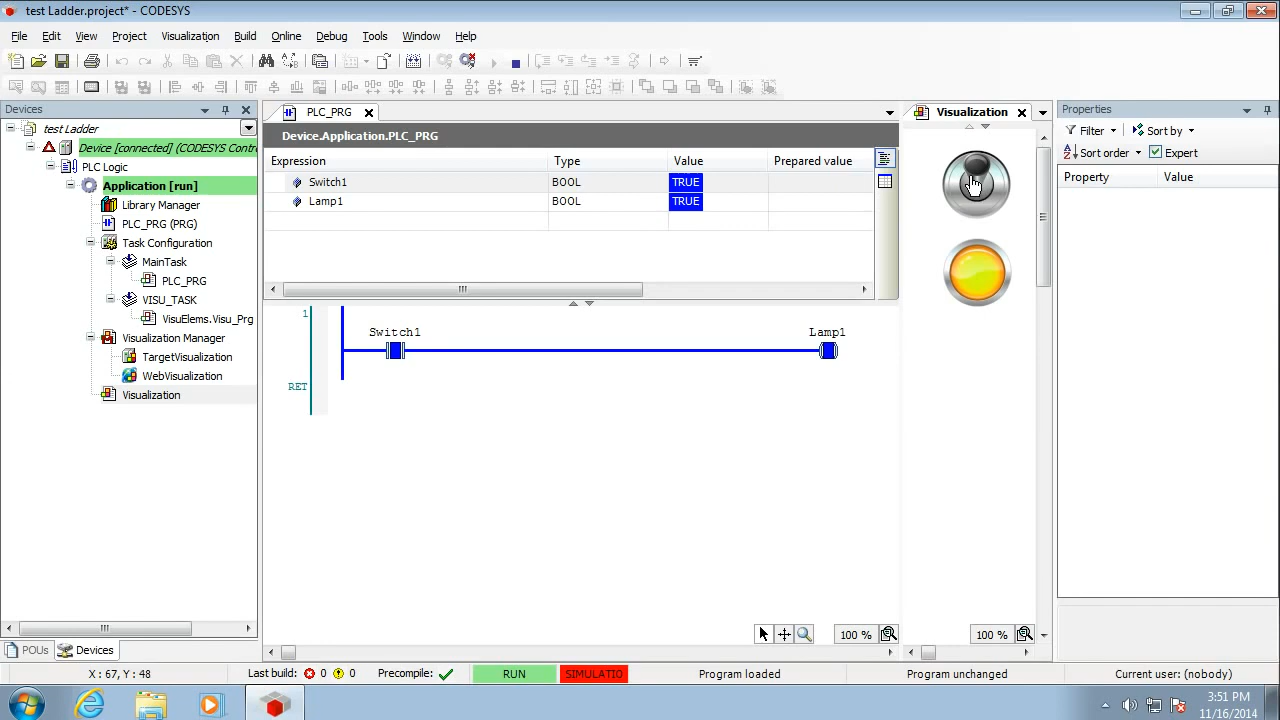 test Ladder.project* - CODESYS
File Edit View Project Visualization Build Online Debug Tools Window Help
Devices
test Ladder
Device [connected] (CODESYS Contr
PLC Logic
Application [run]
Library Manager
PLC_PRG (PRG)
Task Configuration
MainTask
PLC_PRG
VISU_TASK
VisuElems.Visu_Prg
Visualization Manager
TargetVisualization
WebVisualization
Visualization
POUs Devices
PLC_PRG
Device.Application.PLC_PRG
Expression Type Value Prepared value
Switch1 BOOL TRUE
Lamp1 BOOL TRUE
1
Switch1 Lamp1
RET
100 %
Visualization
100 %
Properties
Filter Sort by
Sort order Expert
Property Value
X: 67, Y: 48 Last build: 0 0 Precompile: RUN SIMULATIO Program loaded Program unchanged Current user: (nobody)
3:51 PM
11/16/2014